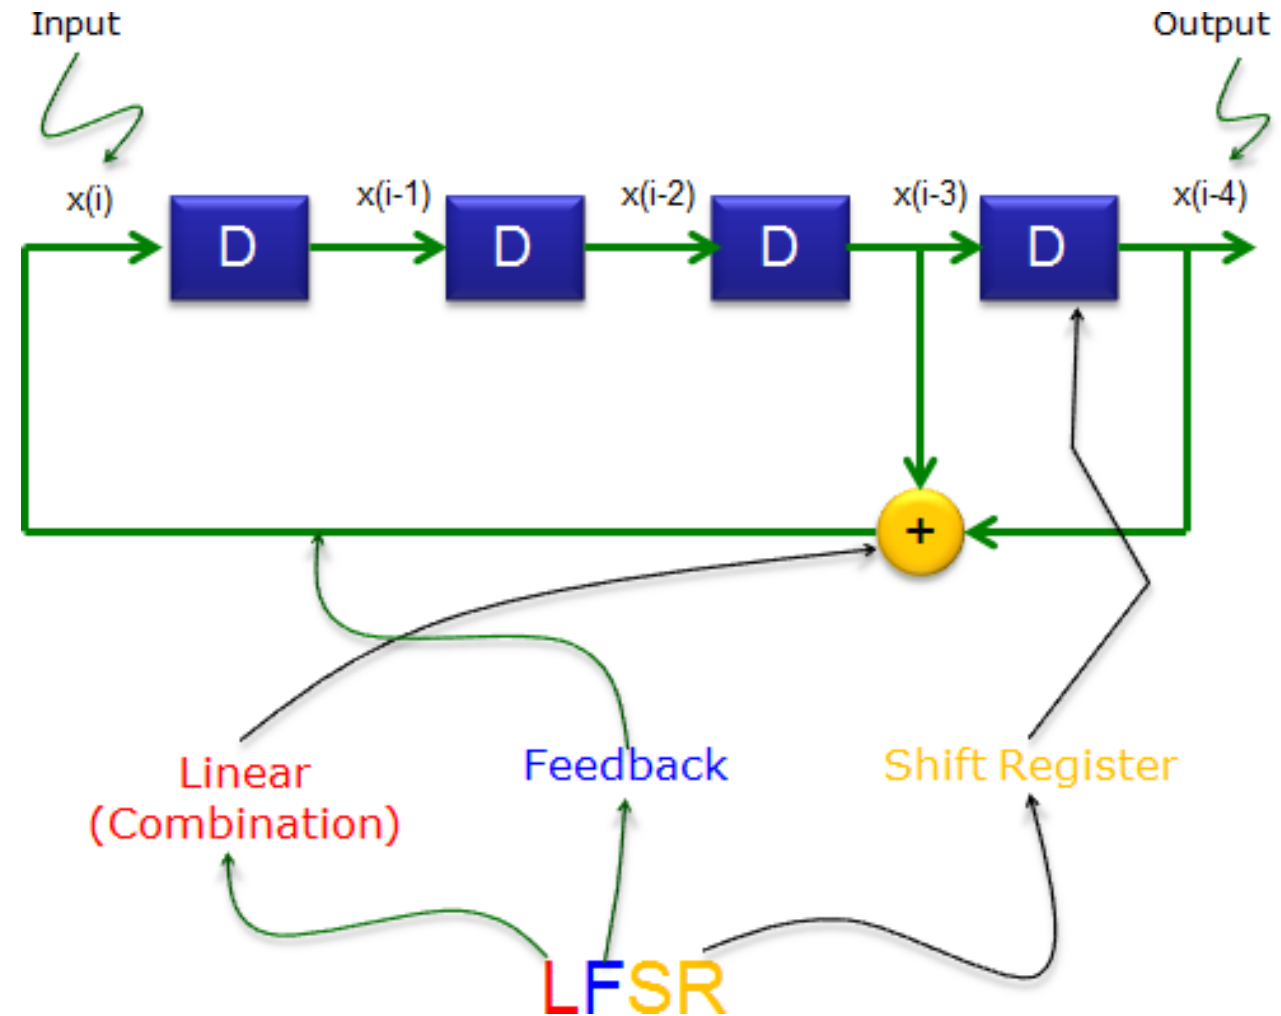 Input
Output
x(i)
x(i-1)
x(i-2)
x(i-3)
x(i-4)
D
D
D
D
+
Linear
(Combination)
Feedback
Shift Register
LFSR